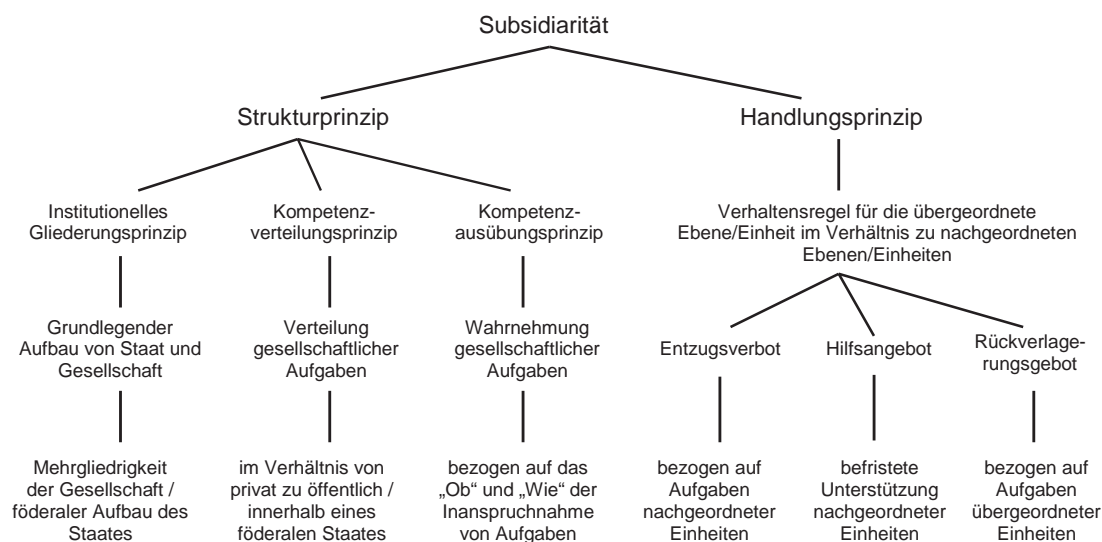 Subsidiarität
Strukturprinzip
Handlungsprinzip
Institutionelles
Gliederungsprinzip
Kompetenz-
verteilungsprinzip
Kompetenz-
ausübungsprinzip
Verhaltensregel für die übergeordnete
Ebene/Einheit im Verhältnis zu nachgeordneten
Ebenen/Einheiten
Grundlegender
Aufbau von Staat und
Gesellschaft
Verteilung
gesellschaftlicher
Aufgaben
Wahrnehmung
gesellschaftlicher
Aufgaben
Entzugsverbot
Hilfsangebot
Rückverlage-
rungsgebot
Mehrgliedrigkeit
der Gesellschaft /
föderaler Aufbau des
Staates
im Verhältnis von
privat zu öffentlich /
innerhalb eines
föderalen Staates
bezogen auf das
„Ob“ und „Wie“ der
Inanspruchnahme
von Aufgaben
bezogen auf
Aufgaben
nachgeordneter
Einheiten
befristete
Unterstützung
nachgeordneter
Einheiten
bezogen auf
Aufgaben
übergeordneter
Einheiten